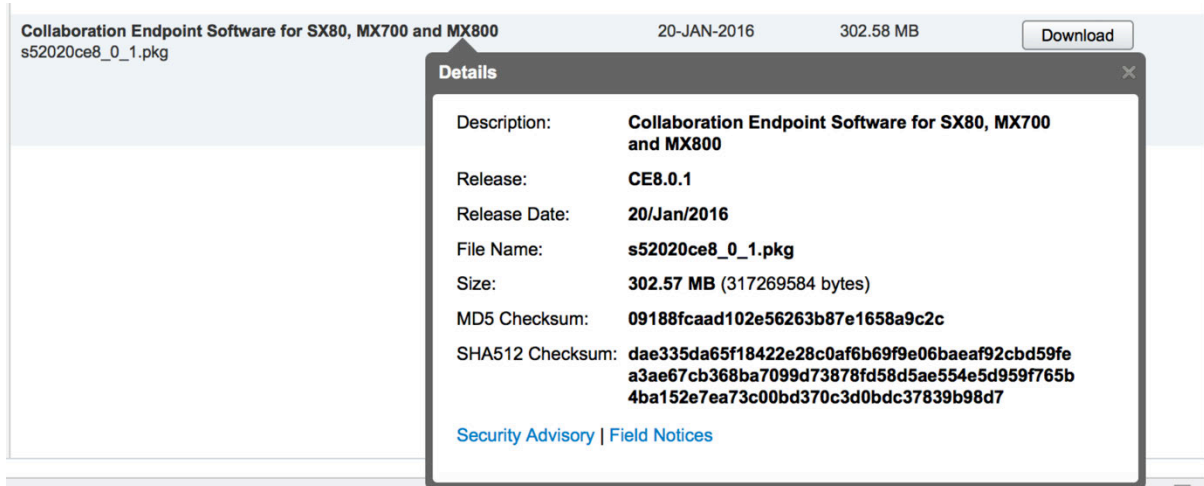 Collaboration Endpoint Software for SX80, MX700 and MX800 20-JAN-2016 302.58 MB Download
s52020ce8_0_1.pkg
Details ×
Description: Collaboration Endpoint Software for SX80, MX700
and MX800
Release: CE8.0.1
Release Date: 20/Jan/2016
File Name: s52020ce8_0_1.pkg
Size: 302.57 MB (317269584 bytes)
MD5 Checksum: 09188fcaad102e56263b87e1658a9c2c
SHA512 Checksum: dae335da65f18422e28c0af6b69f9e06baeaf92cbd59fe
a3ae67cb368ba7099d73878fd58d5ae554e5d959f765b
4ba152e7ea73c00bd370c3d0bdc37839b98d7
Security Advisory | Field Notices